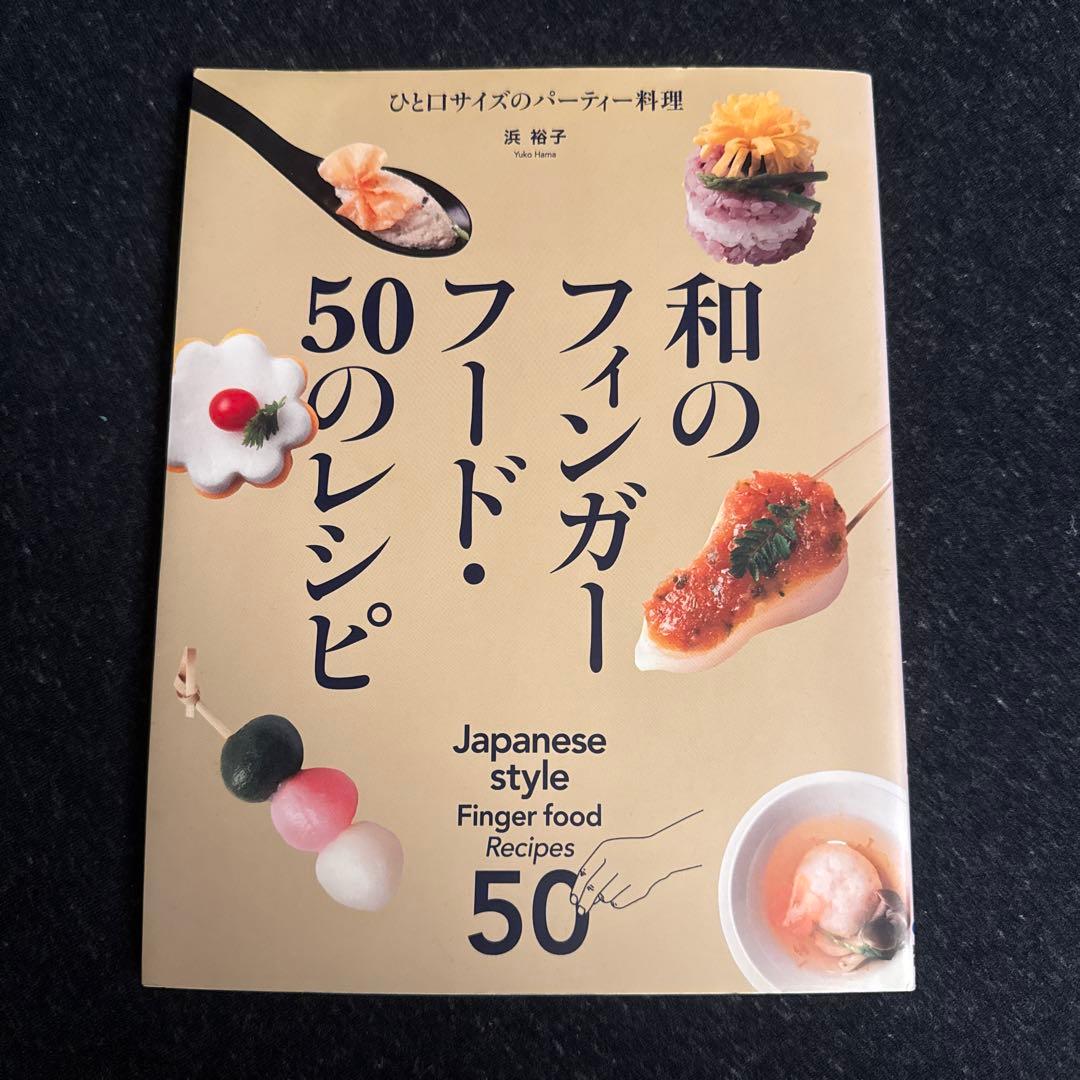 ひと口サイズのパーティー料理
浜 裕子
Yuko Hama
和の
フィンガー
フード・
50のレシピ
Japanese
style
Finger food
Recipes
50